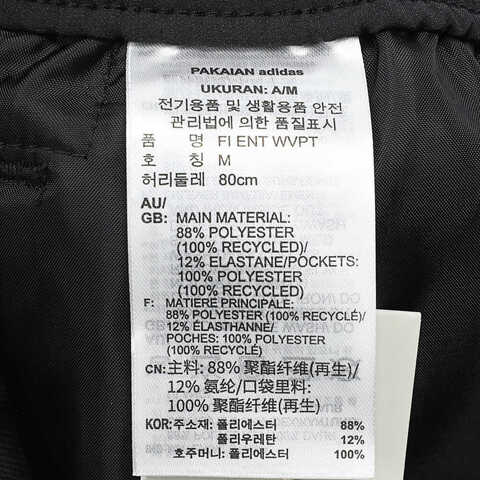 PAKAIAN adidas
UKURAN: A/M
전기용품 및 생활용품 안전
관리법에 의한 품질표시
품 명 FI ENT WVPT
호 칭 M
허리둘레 80cm
AU/
GB: MAIN MATERIAL:
88% POLYESTER
(100% RECYCLED)/
12% ELASTANE/POCKETS:
100% POLYESTER
(100% RECYCLED)
F: MATIERE PRINCIPALE:
88% POLYESTER (100% RECYCLÉ)/
12% ÉLASTHANNE/
POCHES: 100% POLYESTER
(100% RECYCLÉ)
CN: 主料: 88% 聚酯纤维(再生)/
12% 氨纶/口袋里料:
100% 聚酯纤维(再生)
KOR: 주소재: 폴리에스터 88%
폴리우레탄 12%
호주머니: 폴리에스터 100%